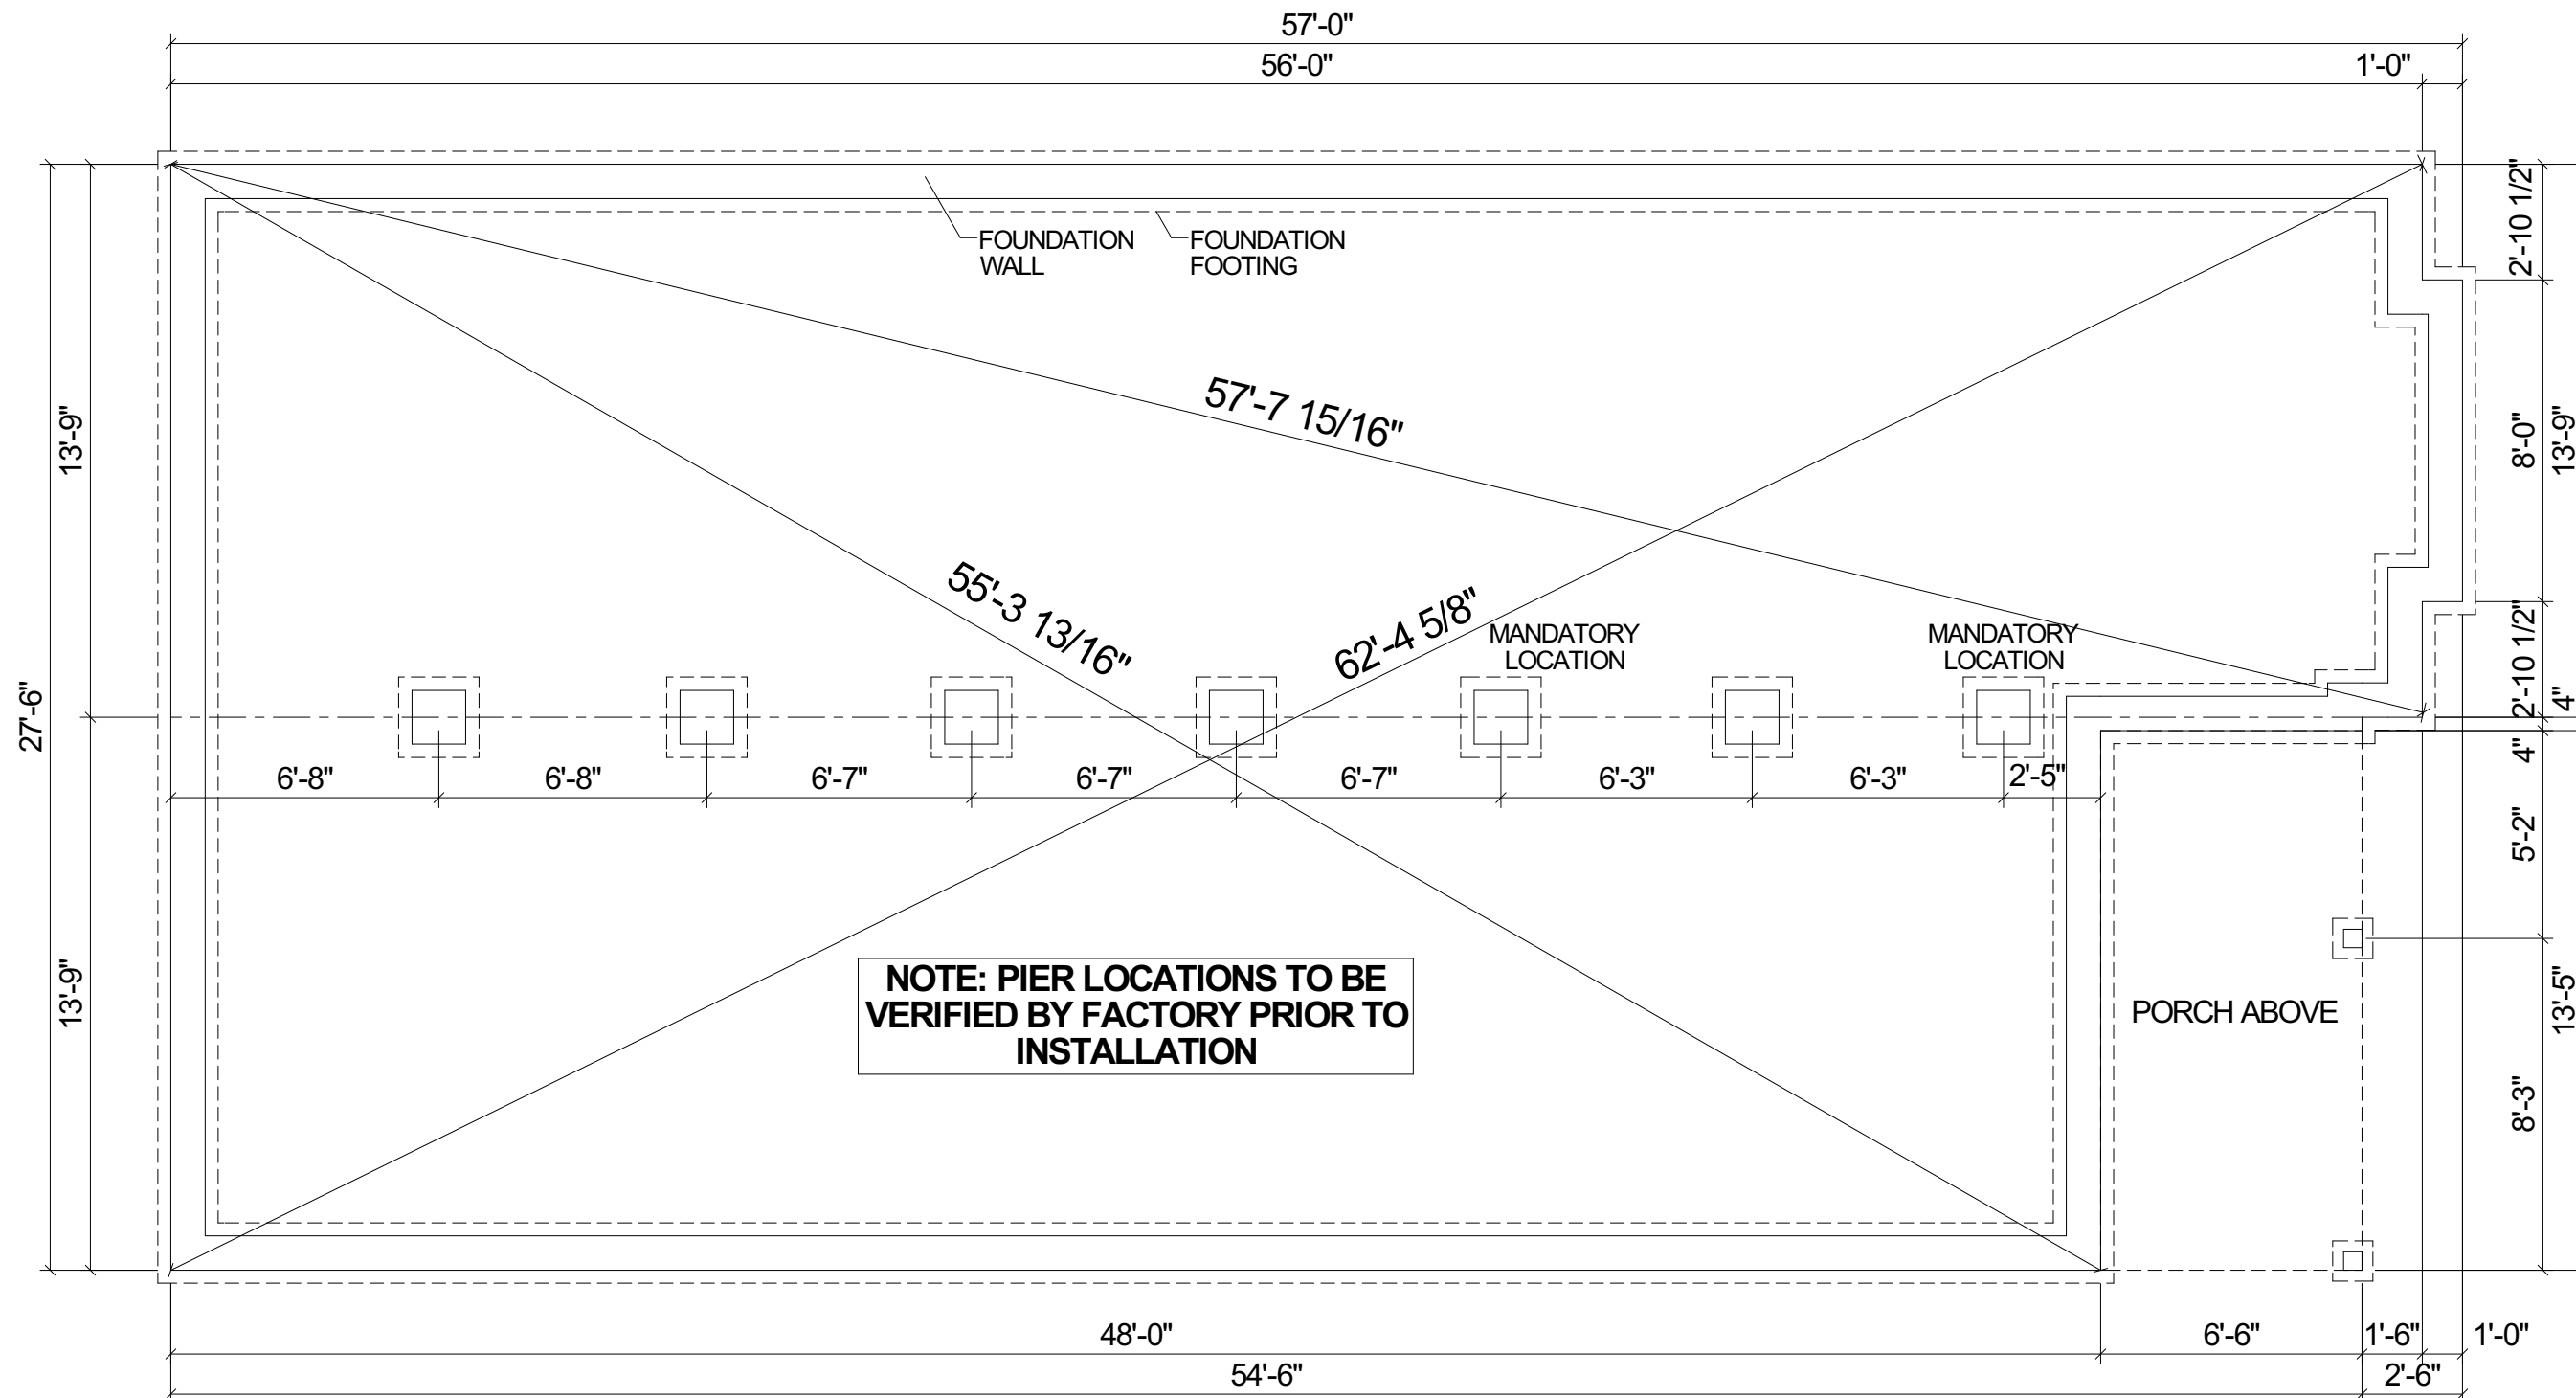 57'-0"
56'-0"
1'-0"
2'-10 1/2"
FOUNDATION
WALL
FOUNDATION
FOOTING
57'-7 15/16"
13'-9"
8'-0"
13'-9"
55'-3 13/16"
62'-4 5/8"
MANDATORY
LOCATION
MANDATORY
LOCATION
2'-10 1/2"
4"
27'-6"
6'-8"
6'-8"
6'-7"
6'-7"
6'-7"
6'-3"
6'-3"
2'-5"
4"
5'-2"
13'-9"
NOTE: PIER LOCATIONS TO BE
VERIFIED BY FACTORY PRIOR TO
INSTALLATION
PORCH ABOVE
13'-5"
8'-3"
48'-0"
6'-6"
1'-6"
1'-0"
54'-6"
2'-6"